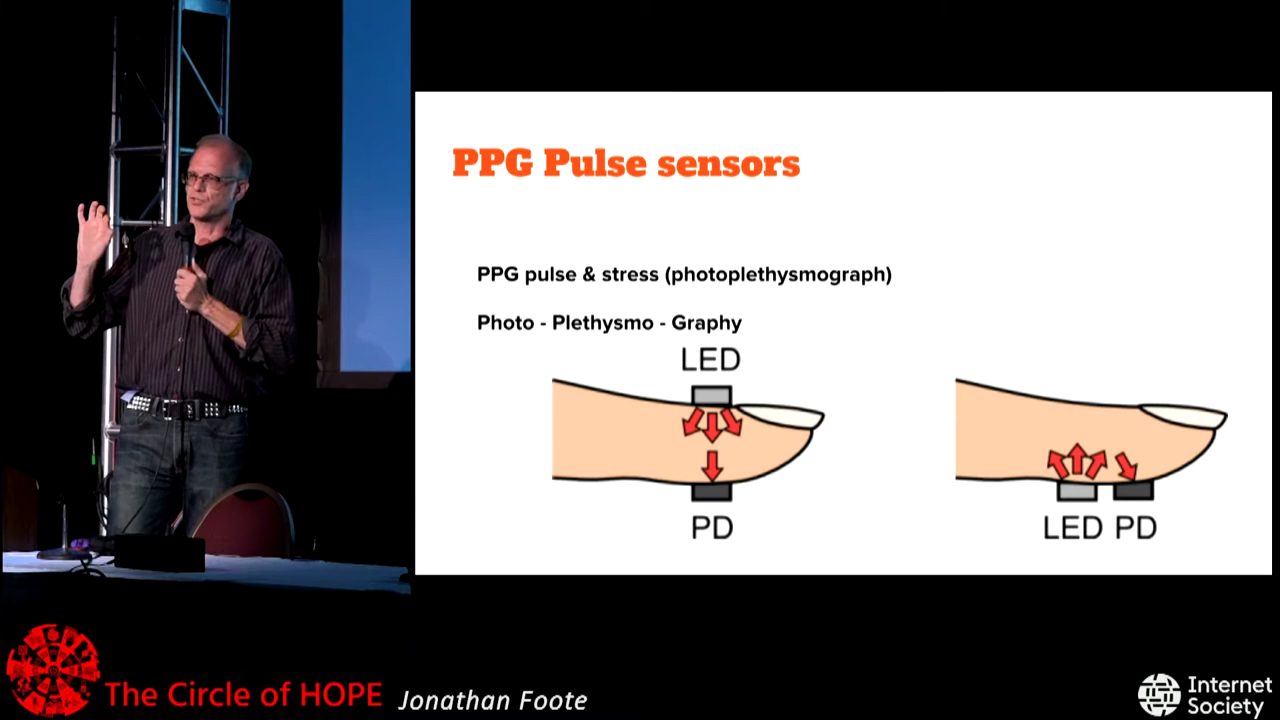 PPG Pulse sensors
PPG pulse & stress (photoplethysmograph)
Photo - Plethysmo - Graphy
LED
PD
LED PD
The Circle of HOPE
Jonathan Foote
Internet
Society